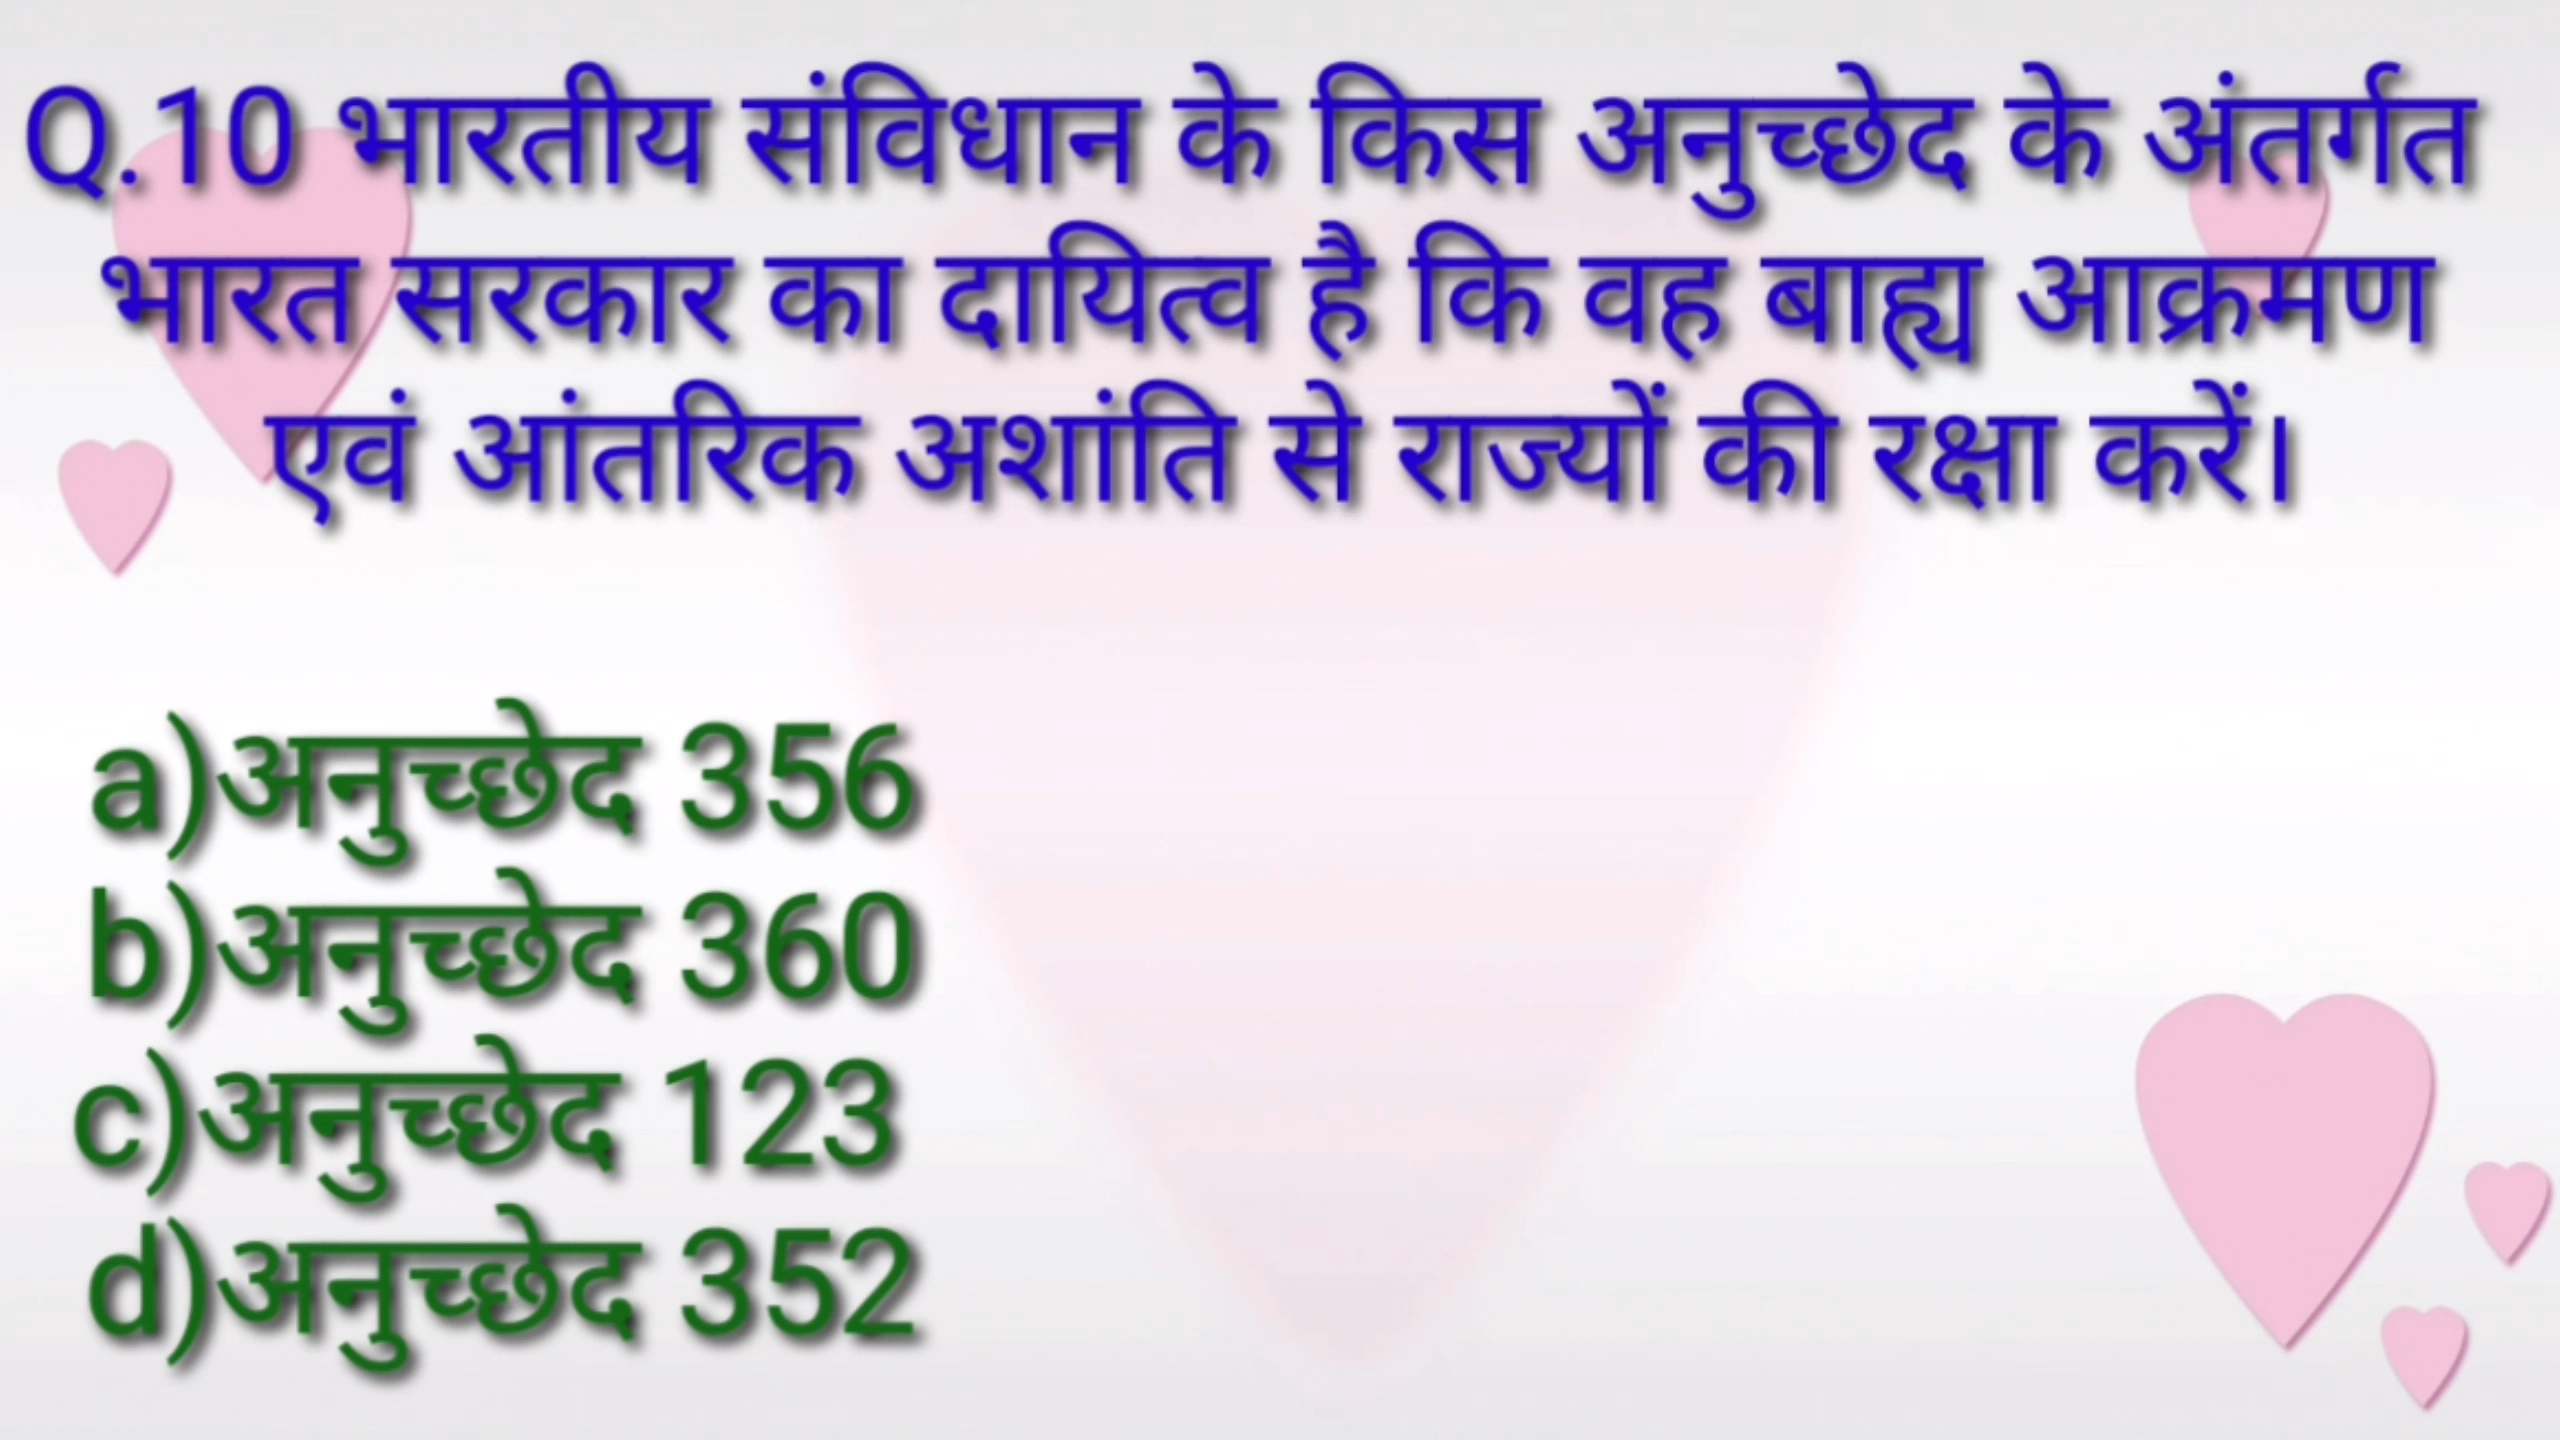 Q.10 भारतीय संविधान के किस अनुच्छेद के अंतर्गत
भारत सरकार का दायित्व है कि वह बाह्य आक्रमण
एवं आंतरिक अशांति से राज्यों की रक्षा करें।
a)अनुच्छेद 356
b)अनुच्छेद 360
c)अनुच्छेद 123
d)अनुच्छेद 352